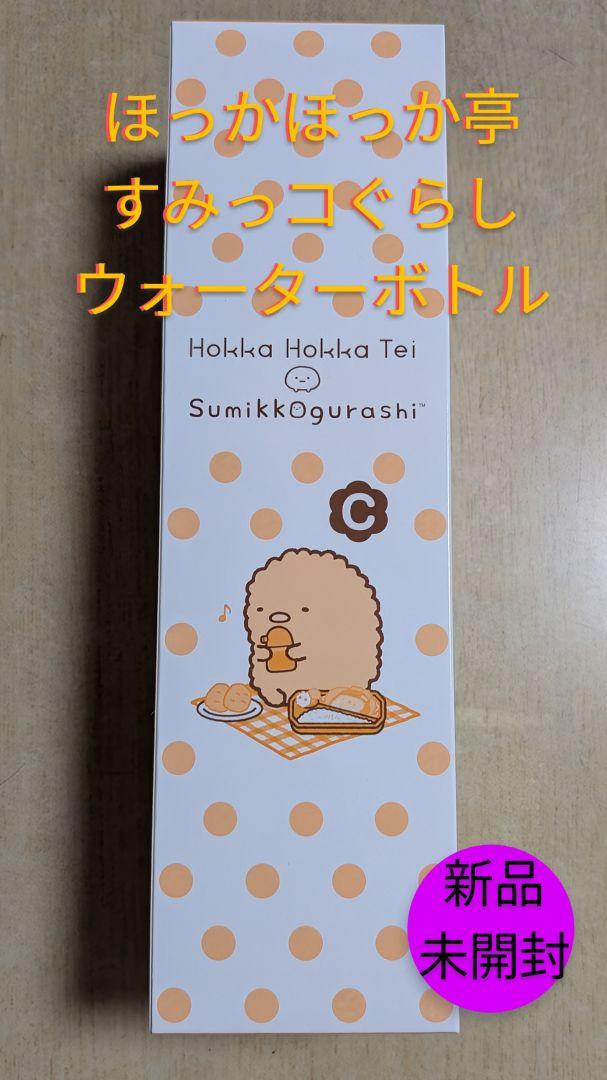 ほっかほっか亭
すみっコぐらし
ウォーターボトル
Hokka Hokka Tei
Sumikkogurashi™
C
新品
未開封